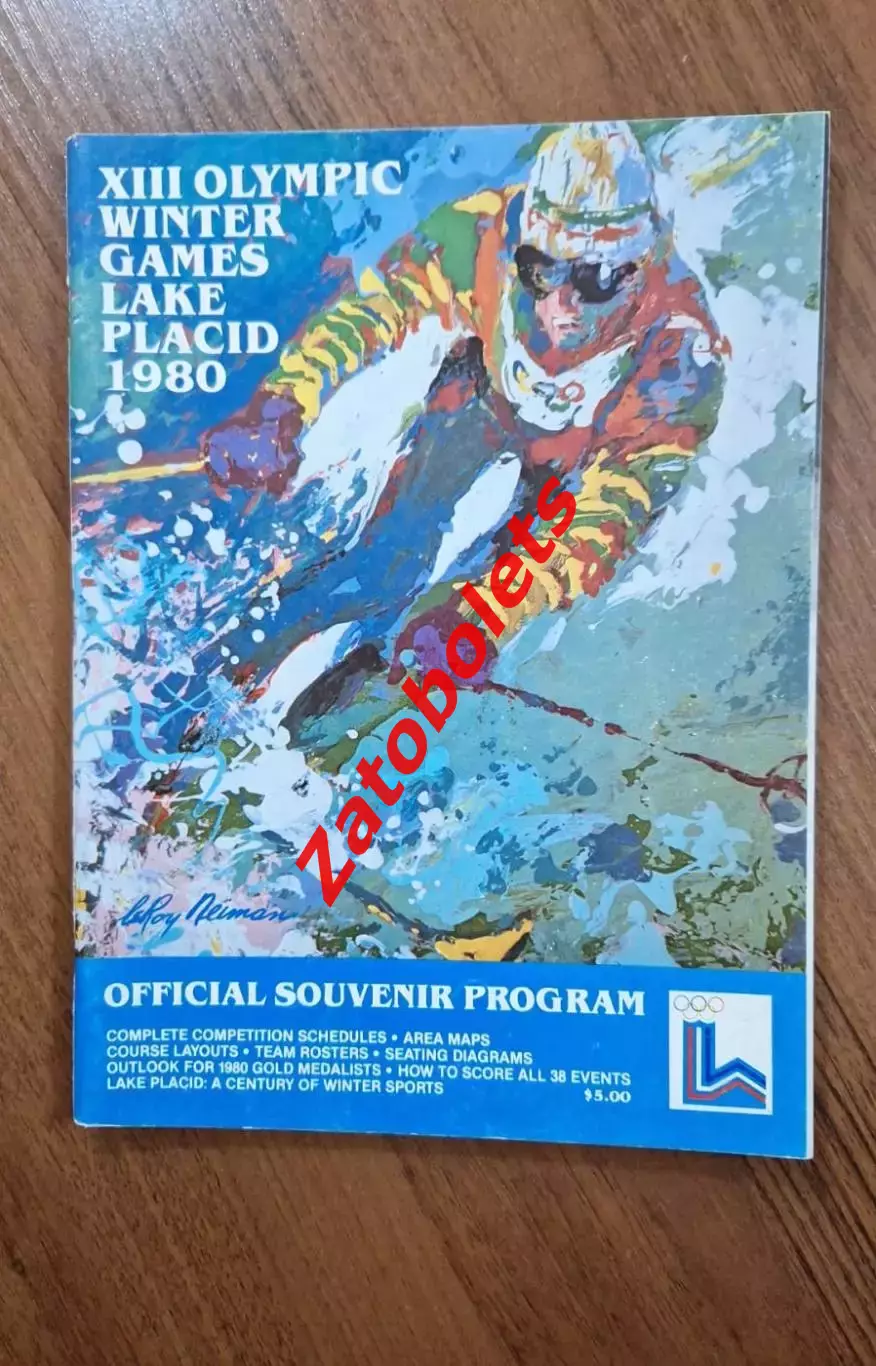 XIII OLYMPIC
WINTER
GAMES
LAKE
PLACID
1980
Zatobolets
LeRoy Neiman
OFFICIAL SOUVENIR PROGRAM
COMPLETE COMPETITION SCHEDULES • AREA MAPS
COURSE LAYOUTS • TEAM ROSTERS • SEATING DIAGRAMS
OUTLOOK FOR 1980 GOLD MEDALISTS • HOW TO SCORE ALL 38 EVENTS
LAKE PLACID: A CENTURY OF WINTER SPORTS
$5.00